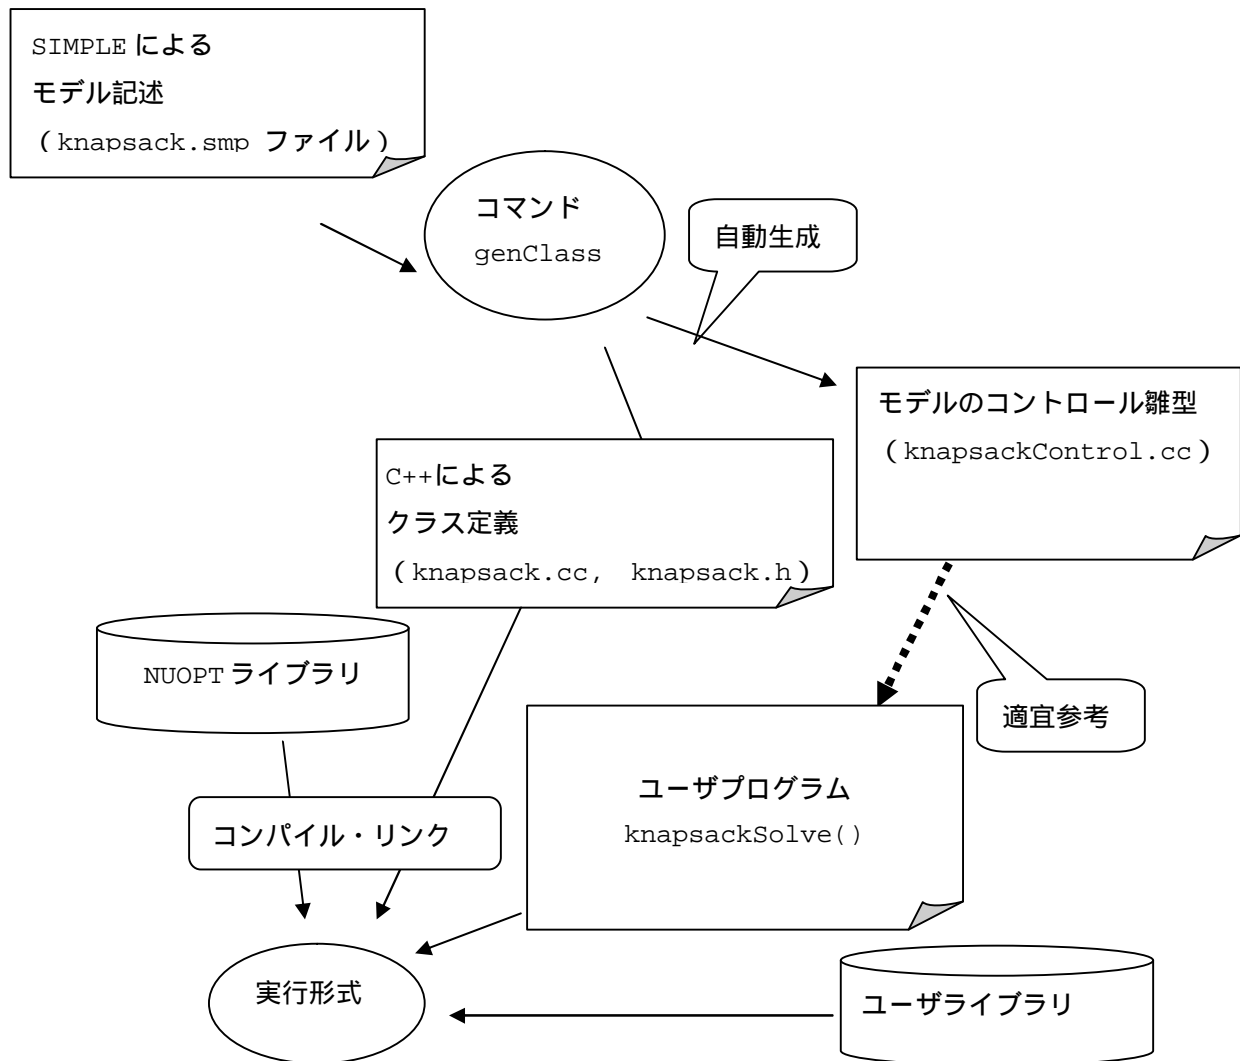 SIMPLE による
モデル記述
(knapsack.smp ファイル)
コマンド
genClass
自動生成
モデルのコントロール雛型
(knapsackControl.cc)
C++による
クラス定義
(knapsack.cc, knapsack.h)
NUOPT ライブラリ
適宜参考
ユーザプログラム
knapsackSolve()
コンパイル・リンク
実行形式
ユーザライブラリ